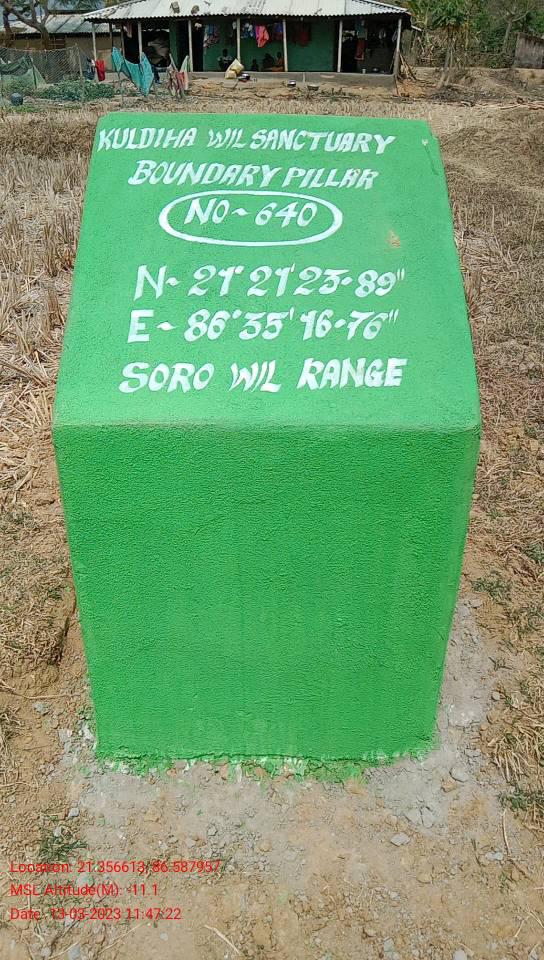 KULDIHA WIL SANCTUARY
BOUNDARY PILLAR
NO~640
N~ 21° 21' 23.89"
E~ 86° 35' 16.76"
SORO WIL RANGE
Location: 21.356613, 86.587957
MSL Altitude(M): -11.1
Date: 13-03-2023 11:47:22